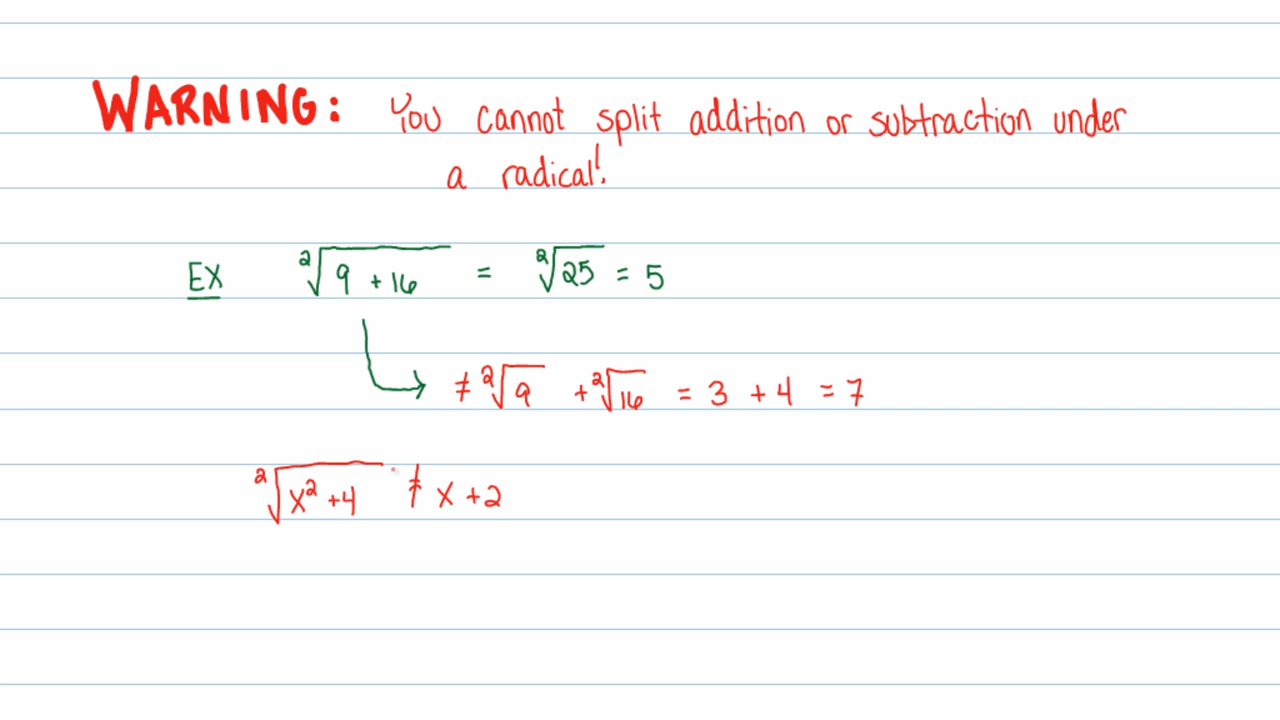 WARNING: You cannot split addition or subtraction under
a radical!
EX ²√(9 + 16) = ²√25 = 5
≠ ²√9 + ²√16 = 3 + 4 = 7
²√(x² + 4) ≠ x + 2